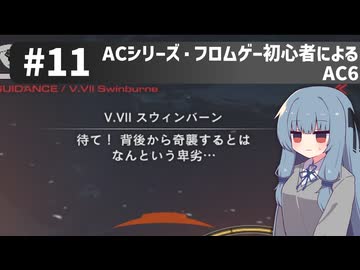 #11
ACシリーズ・フロムゲー初心者による
AC6
GUIDANCE / V.VII Swinburne
V.VII スウィンバーン
待て！ 背後から奇襲するとは
なんという卑劣…